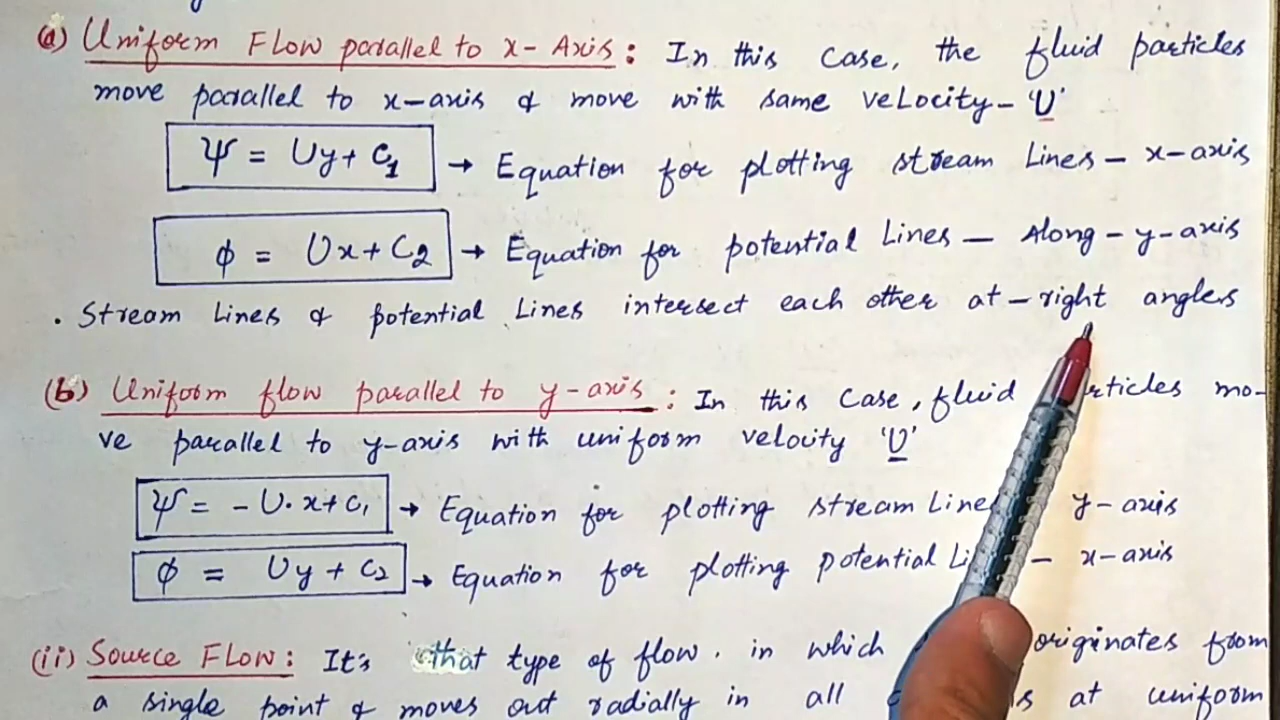 (a) Uniform Flow parallel to x-Axis: In this case, the fluid particles
move parallel to x-axis & move with same velocity- 'U'
Ψ = Uy + C1 → Equation for plotting stream Lines - x-axis
ϕ = Ux + C2 → Equation for potential Lines - Along - y-axis
. Stream Lines & potential Lines intersect each other at - right angles
(b) Uniform flow parallel to y-axis: In this case, fluid rticles mo-
ve parallel to y-axis with uniform velocity 'U'
Ψ = - U. x + C1 → Equation for plotting stream Line y-axis
ϕ = Uy + C2 → Equation for plotting potential Li - x-axis
(ii) Source Flow: It's that type of flow. in which originates from
a single point & moves out radially in all s at uniform